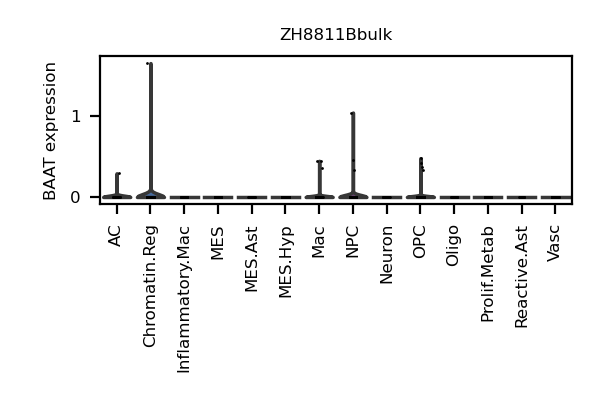 ZH8811Bbulk
BAAT expression
1
0
AC
Chromatin.Reg
Inflammatory.Mac
MES
MES.Ast
MES.Hyp
Mac
NPC
Neuron
OPC
Oligo
Prolif.Metab
Reactive.Ast
Vasc